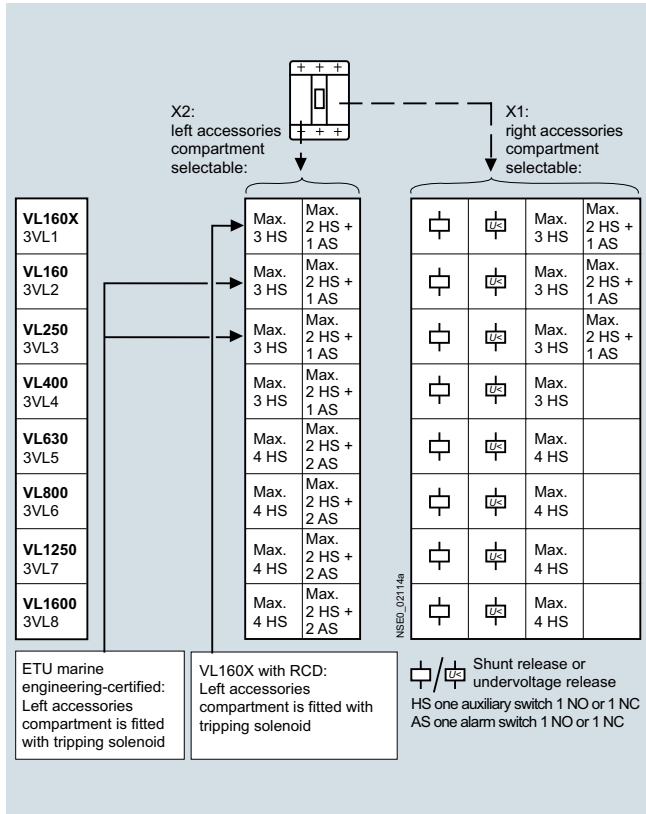 X2:
left accessories
compartment
selectable:
X1:
right accessories
compartment
selectable:
VL160X
3VL1
Max.
3 HS
Max.
2 HS +
1 AS
U<
Max.
3 HS
Max.
2 HS +
1 AS
VL160
3VL2
Max.
3 HS
Max.
2 HS +
1 AS
U<
Max.
3 HS
Max.
2 HS +
1 AS
VL250
3VL3
Max.
3 HS
Max.
2 HS +
1 AS
U<
Max.
3 HS
Max.
2 HS +
1 AS
VL400
3VL4
Max.
3 HS
Max.
2 HS +
1 AS
U<
Max.
3 HS
VL630
3VL5
Max.
4 HS
Max.
2 HS +
2 AS
U<
Max.
4 HS
VL800
3VL6
Max.
4 HS
Max.
2 HS +
2 AS
U<
Max.
4 HS
VL1250
3VL7
Max.
4 HS
Max.
2 HS +
2 AS
U<
Max.
4 HS
VL1600
3VL8
Max.
4 HS
Max.
2 HS +
2 AS
U<
Max.
4 HS
NSE0_02114a
ETU marine
engineering-certified:
Left accessories
compartment is fitted
with tripping solenoid
VL160X with RCD:
Left accessories
compartment is fitted with
tripping solenoid
/ U< Shunt release or
undervoltage release
HS one auxiliary switch 1 NO or 1 NC
AS one alarm switch 1 NO or 1 NC